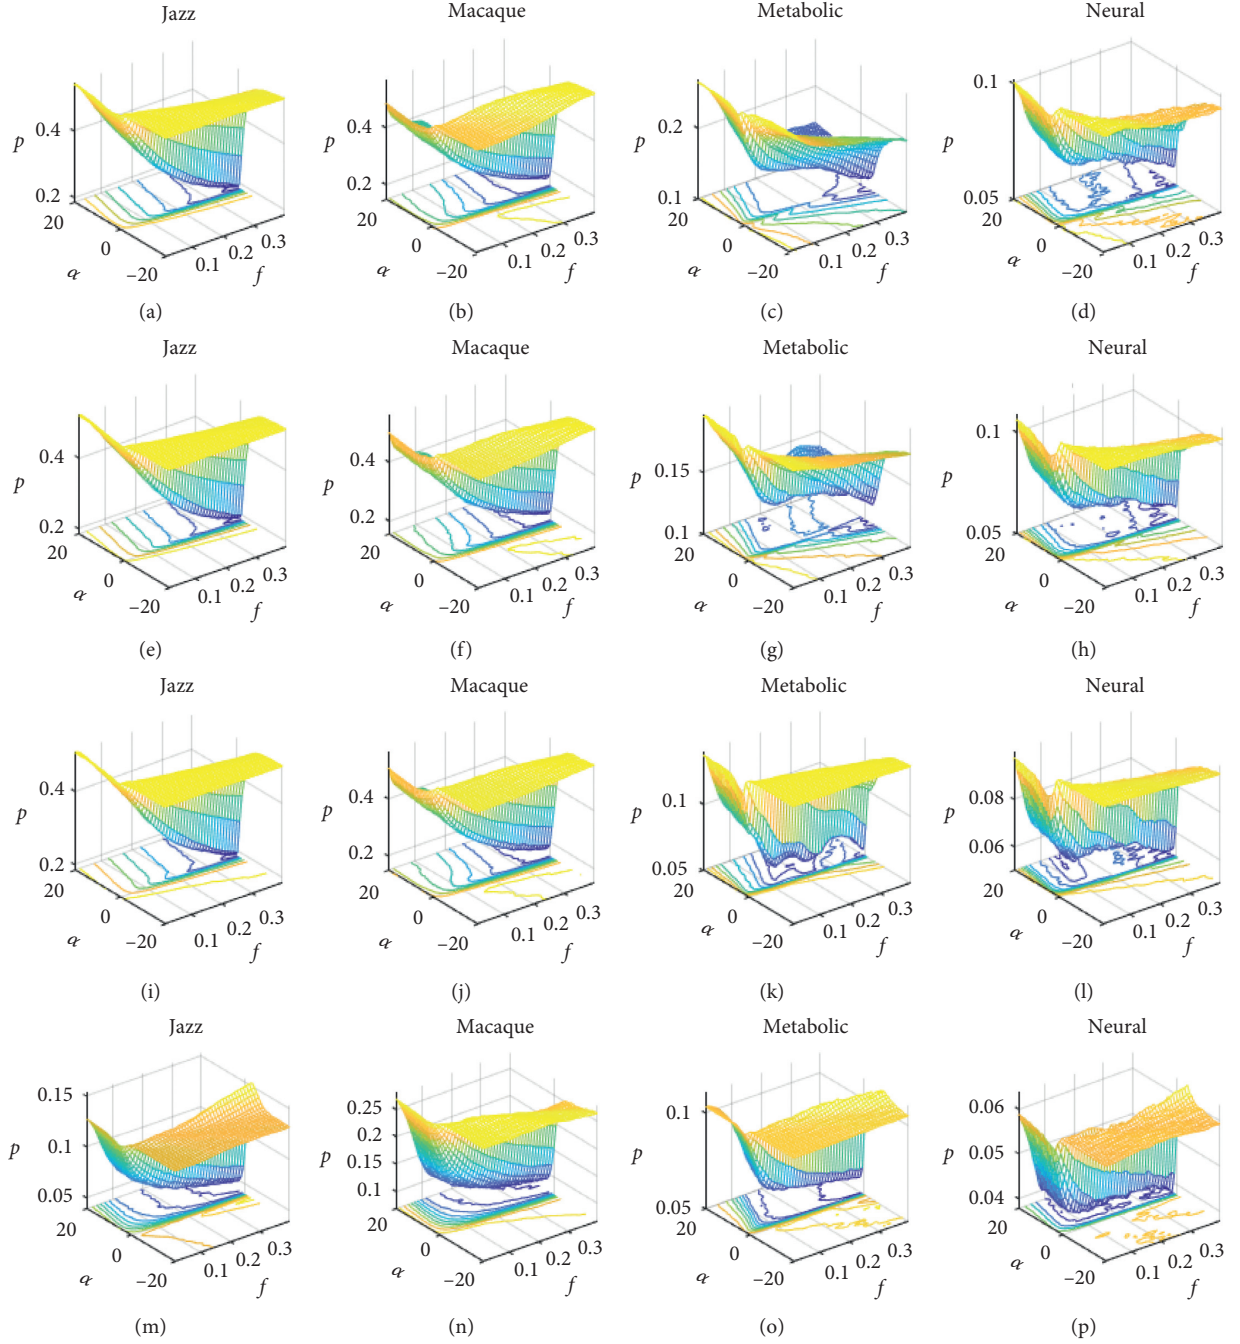 Jazz Macaque Metabolic Neural
p 0.4 0.2 20 0 −20 α 0.1 0.2 0.3 f
p 0.4 0.2 20 0 −20 α 0.1 0.2 0.3 f
p 0.2 0.1 20 0 −20 α 0.1 0.2 0.3 f
p 0.1 0.05 20 0 −20 α 0.1 0.2 0.3 f
(a) (b) (c) (d)
Jazz Macaque Metabolic Neural
p 0.4 0.2 20 0 −20 α 0.1 0.2 0.3 f
p 0.4 0.2 20 0 −20 α 0.1 0.2 0.3 f
p 0.15 0.1 20 0 −20 α 0.1 0.2 0.3 f
p 0.1 0.05 20 0 −20 α 0.1 0.2 0.3 f
(e) (f) (g) (h)
Jazz Macaque Metabolic Neural
p 0.4 0.2 20 0 −20 α 0.1 0.2 0.3 f
p 0.4 0.2 20 0 −20 α 0.1 0.2 0.3 f
p 0.1 0.05 20 0 −20 α 0.1 0.2 0.3 f
p 0.08 0.06 20 0 −20 α 0.1 0.2 0.3 f
(i) (j) (k) (l)
Jazz Macaque Metabolic Neural
p 0.15 0.1 0.05 20 0 −20 α 0.1 0.2 0.3 f
p 0.25 0.2 0.15 0.1 20 0 −20 α 0.1 0.2 0.3 f
p 0.1 0.05 20 0 −20 α 0.1 0.2 0.3 f
p 0.06 0.05 0.04 20 0 −20 α 0.1 0.2 0.3 f
(m) (n) (o) (p)